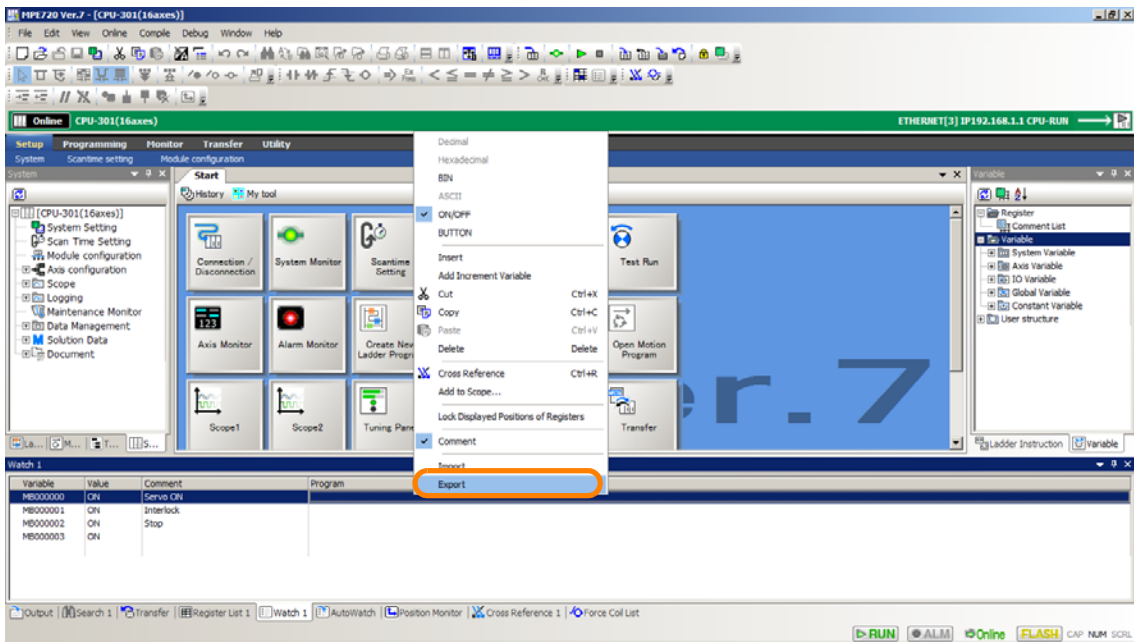 MPE720 Ver.7 - [CPU-301(16axes)]
File Edit View Online Compile Debug Window Help
Online CPU-301(16axes) ETHERNET[3] IP192.168.1.1 CPU-RUN
Setup Programming Monitor Transfer Utility
System Scantime setting Module configuration
System
Start
History My tool
[CPU-301(16axes)]
System Setting
Scan Time Setting
Module configuration
Axis configuration
Scope
Logging
Maintenance Monitor
Data Management
Solution Data
Document
La... M... T... S...
Connection / Disconnection
System Monitor
Scantime Setting
Test Run
Axis Monitor
Alarm Monitor
Create New
Ladder Progr
Open Motion Program
Scope1
Scope2
Tuning Pane
Transfer
er.7
Decimal
Hexadecimal
BIN
ASCII
ON/OFF
BUTTON
Insert
Add Increment Variable
Cut Ctrl+X
Copy Ctrl+C
Paste Ctrl+V
Delete Delete
Cross Reference Ctrl+R
Add to Scope...
Lock Displayed Positions of Registers
Comment
Import
Export
Variable
Register
Comment List
Variable
System Variable
Axis Variable
IO Variable
Global Variable
Constant Variable
User structure
Ladder Instruction Variable
Watch 1
Variable Value Comment Program
MB000000 ON Servo ON
MB000001 ON Interlock
MB000002 ON Stop
MB000003 ON
Output Search 1 Transfer Register List 1 Watch 1 AutoWatch Position Monitor Cross Reference 1 Force Coil List
RUN ALM Online FLASH CAP NUM SCRL